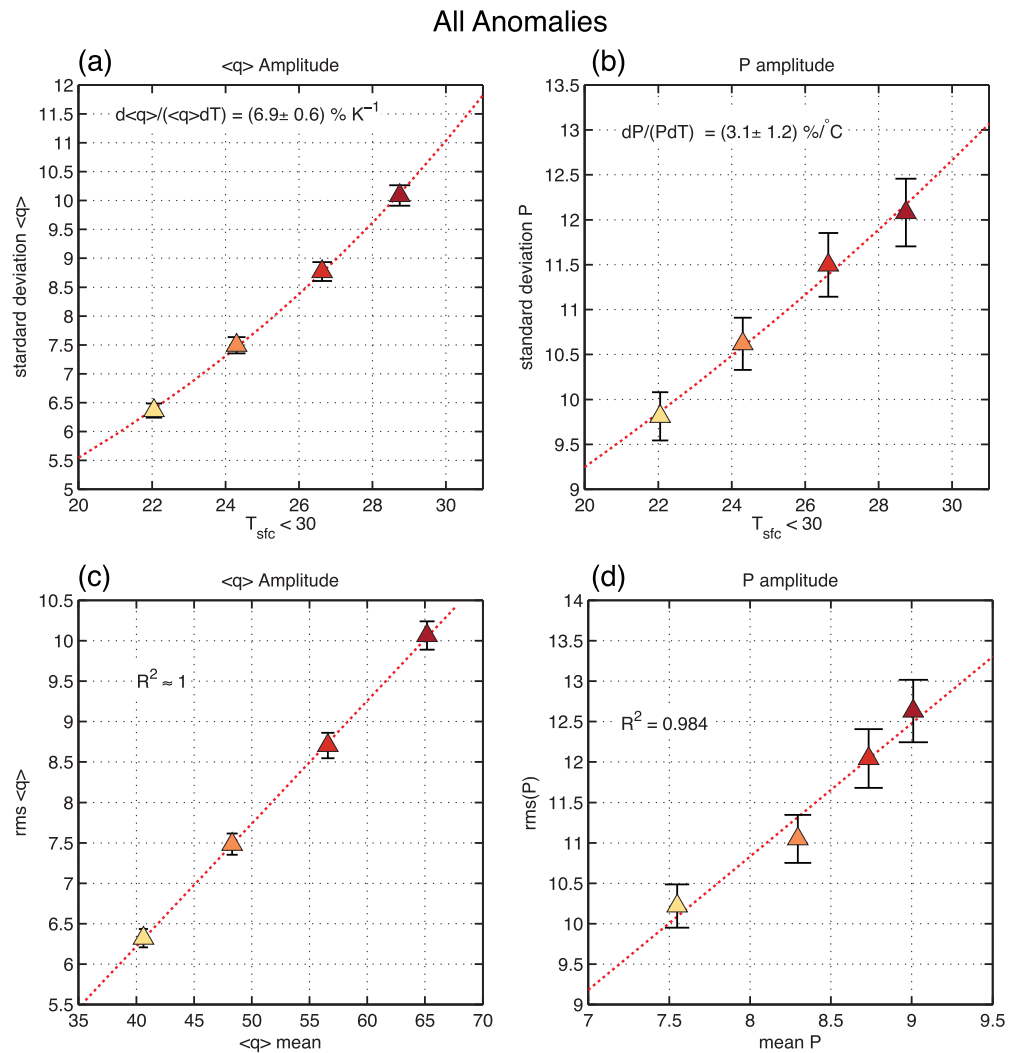 All Anomalies
(a)
<q> Amplitude
12
11.5
11
10.5
10
9.5
9
8.5
8
7.5
7
6.5
6
5.5
5
stardard deviation <q>
d<q>/(<q>dT) = (6.9± 0.6) % K⁻¹
20 22 24 26 28 30
T_sfc < 30
(b)
P amplitude
13.5
13
12.5
12
11.5
11
10.5
10
9.5
9
standard deviation P
dP/(PdT) = (3.1± 1.2) %/°C
20 22 24 26 28 30
T_sfc < 30
(c)
<q> Amplitude
10.5
10
9.5
9
8.5
8
7.5
7
6.5
6
5.5
rms <q>
R² ≈ 1
35 40 45 50 55 60 65 70
<q> mean
(d)
P amplitude
14
13.5
13
12.5
12
11.5
11
10.5
10
9.5
9
rms(P)
R² = 0.984
7 7.5 8 8.5 9 9.5
mean P